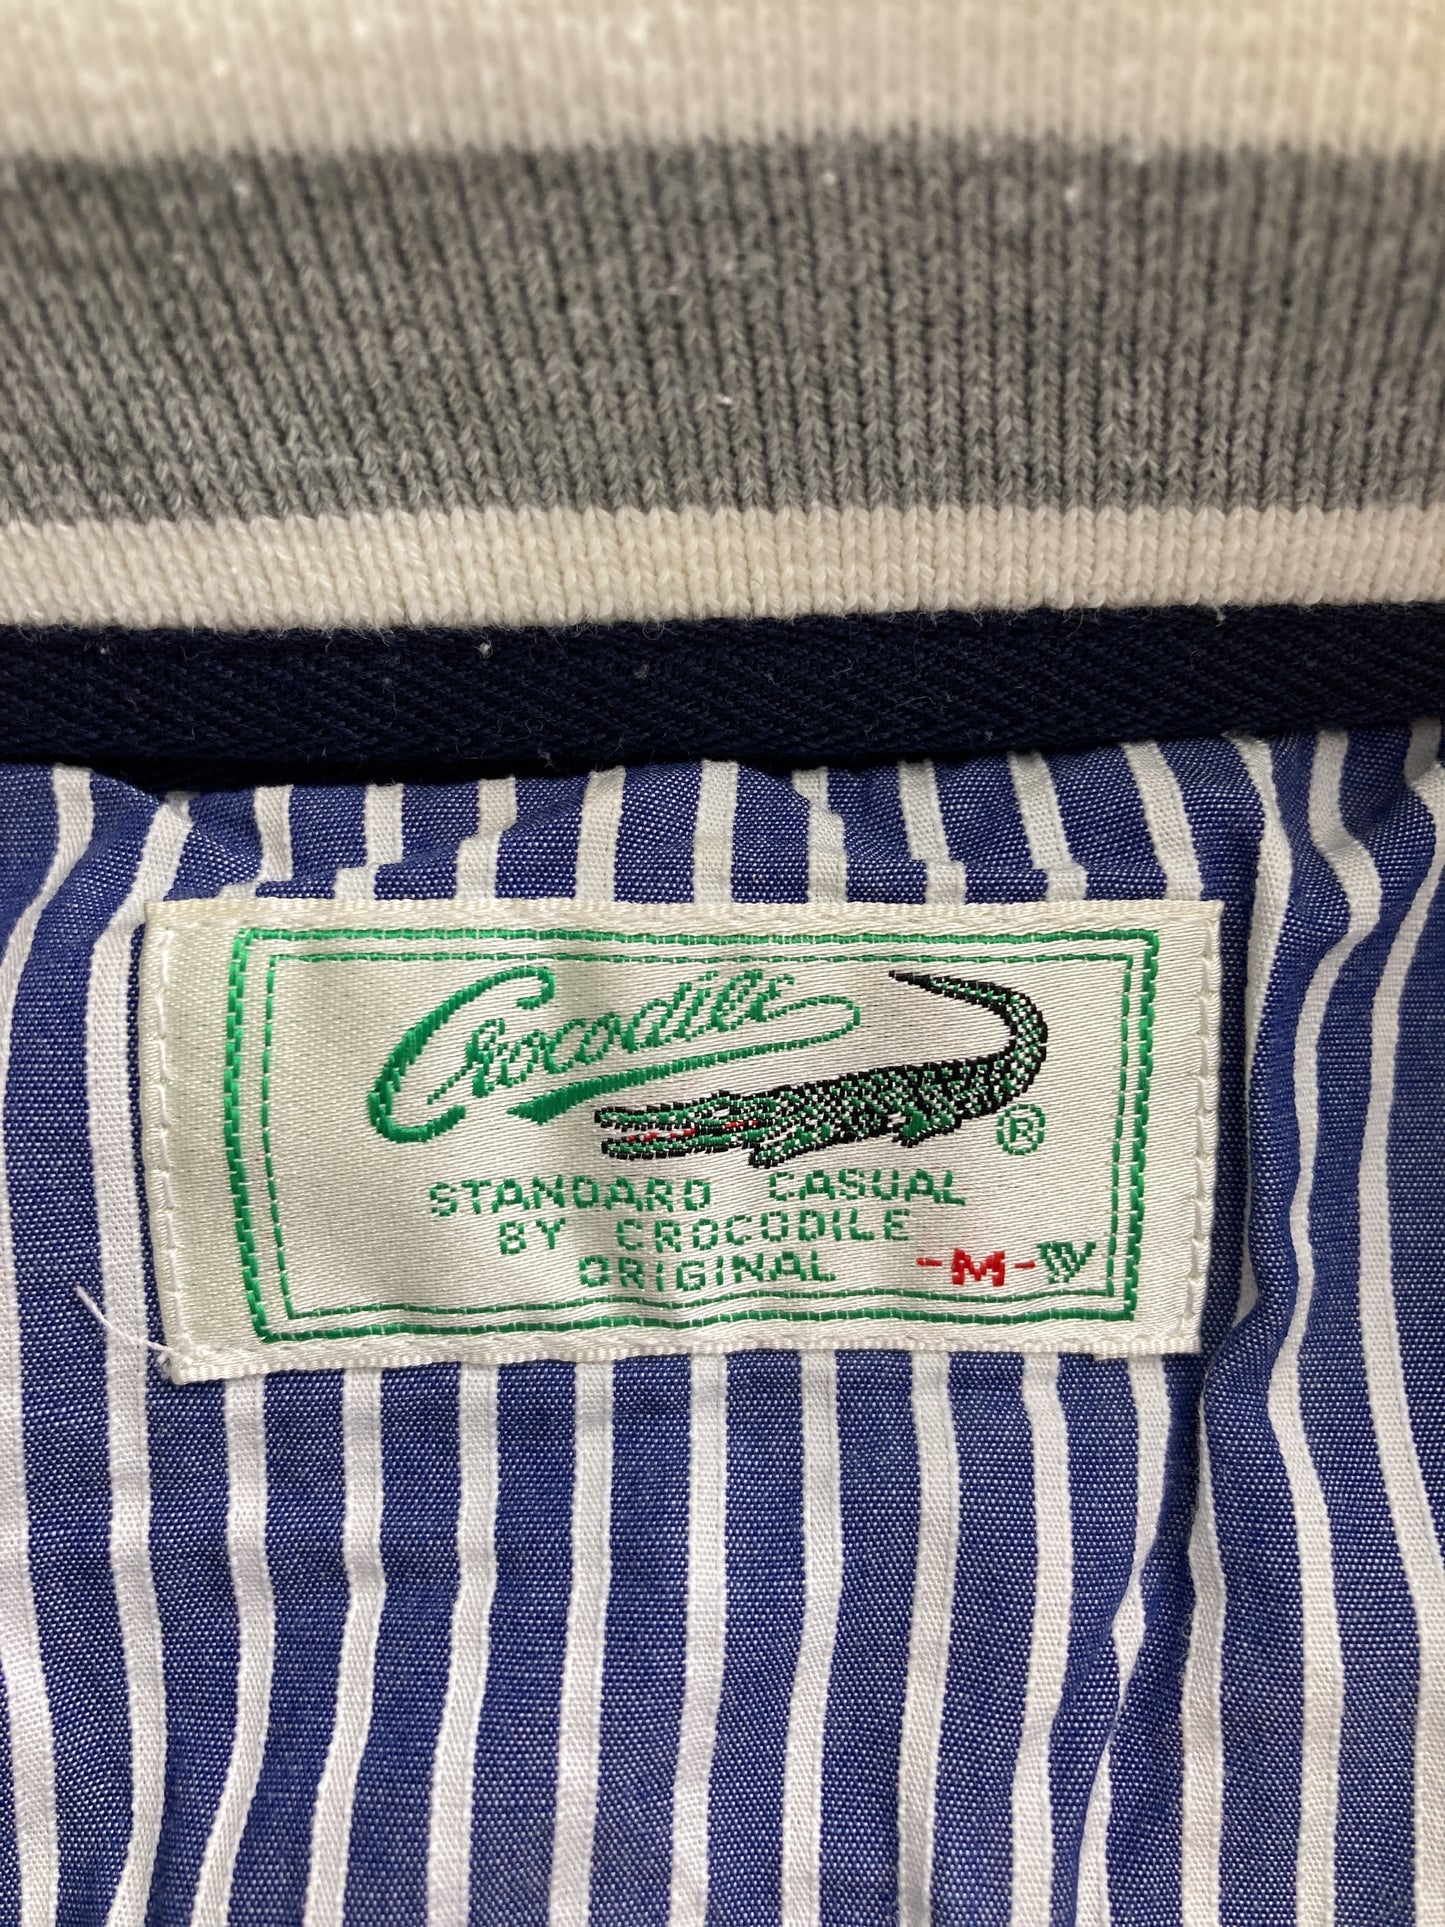 Crocodile
®
STANDARD CASUAL
BY CROCODILE
ORIGINAL -M-W